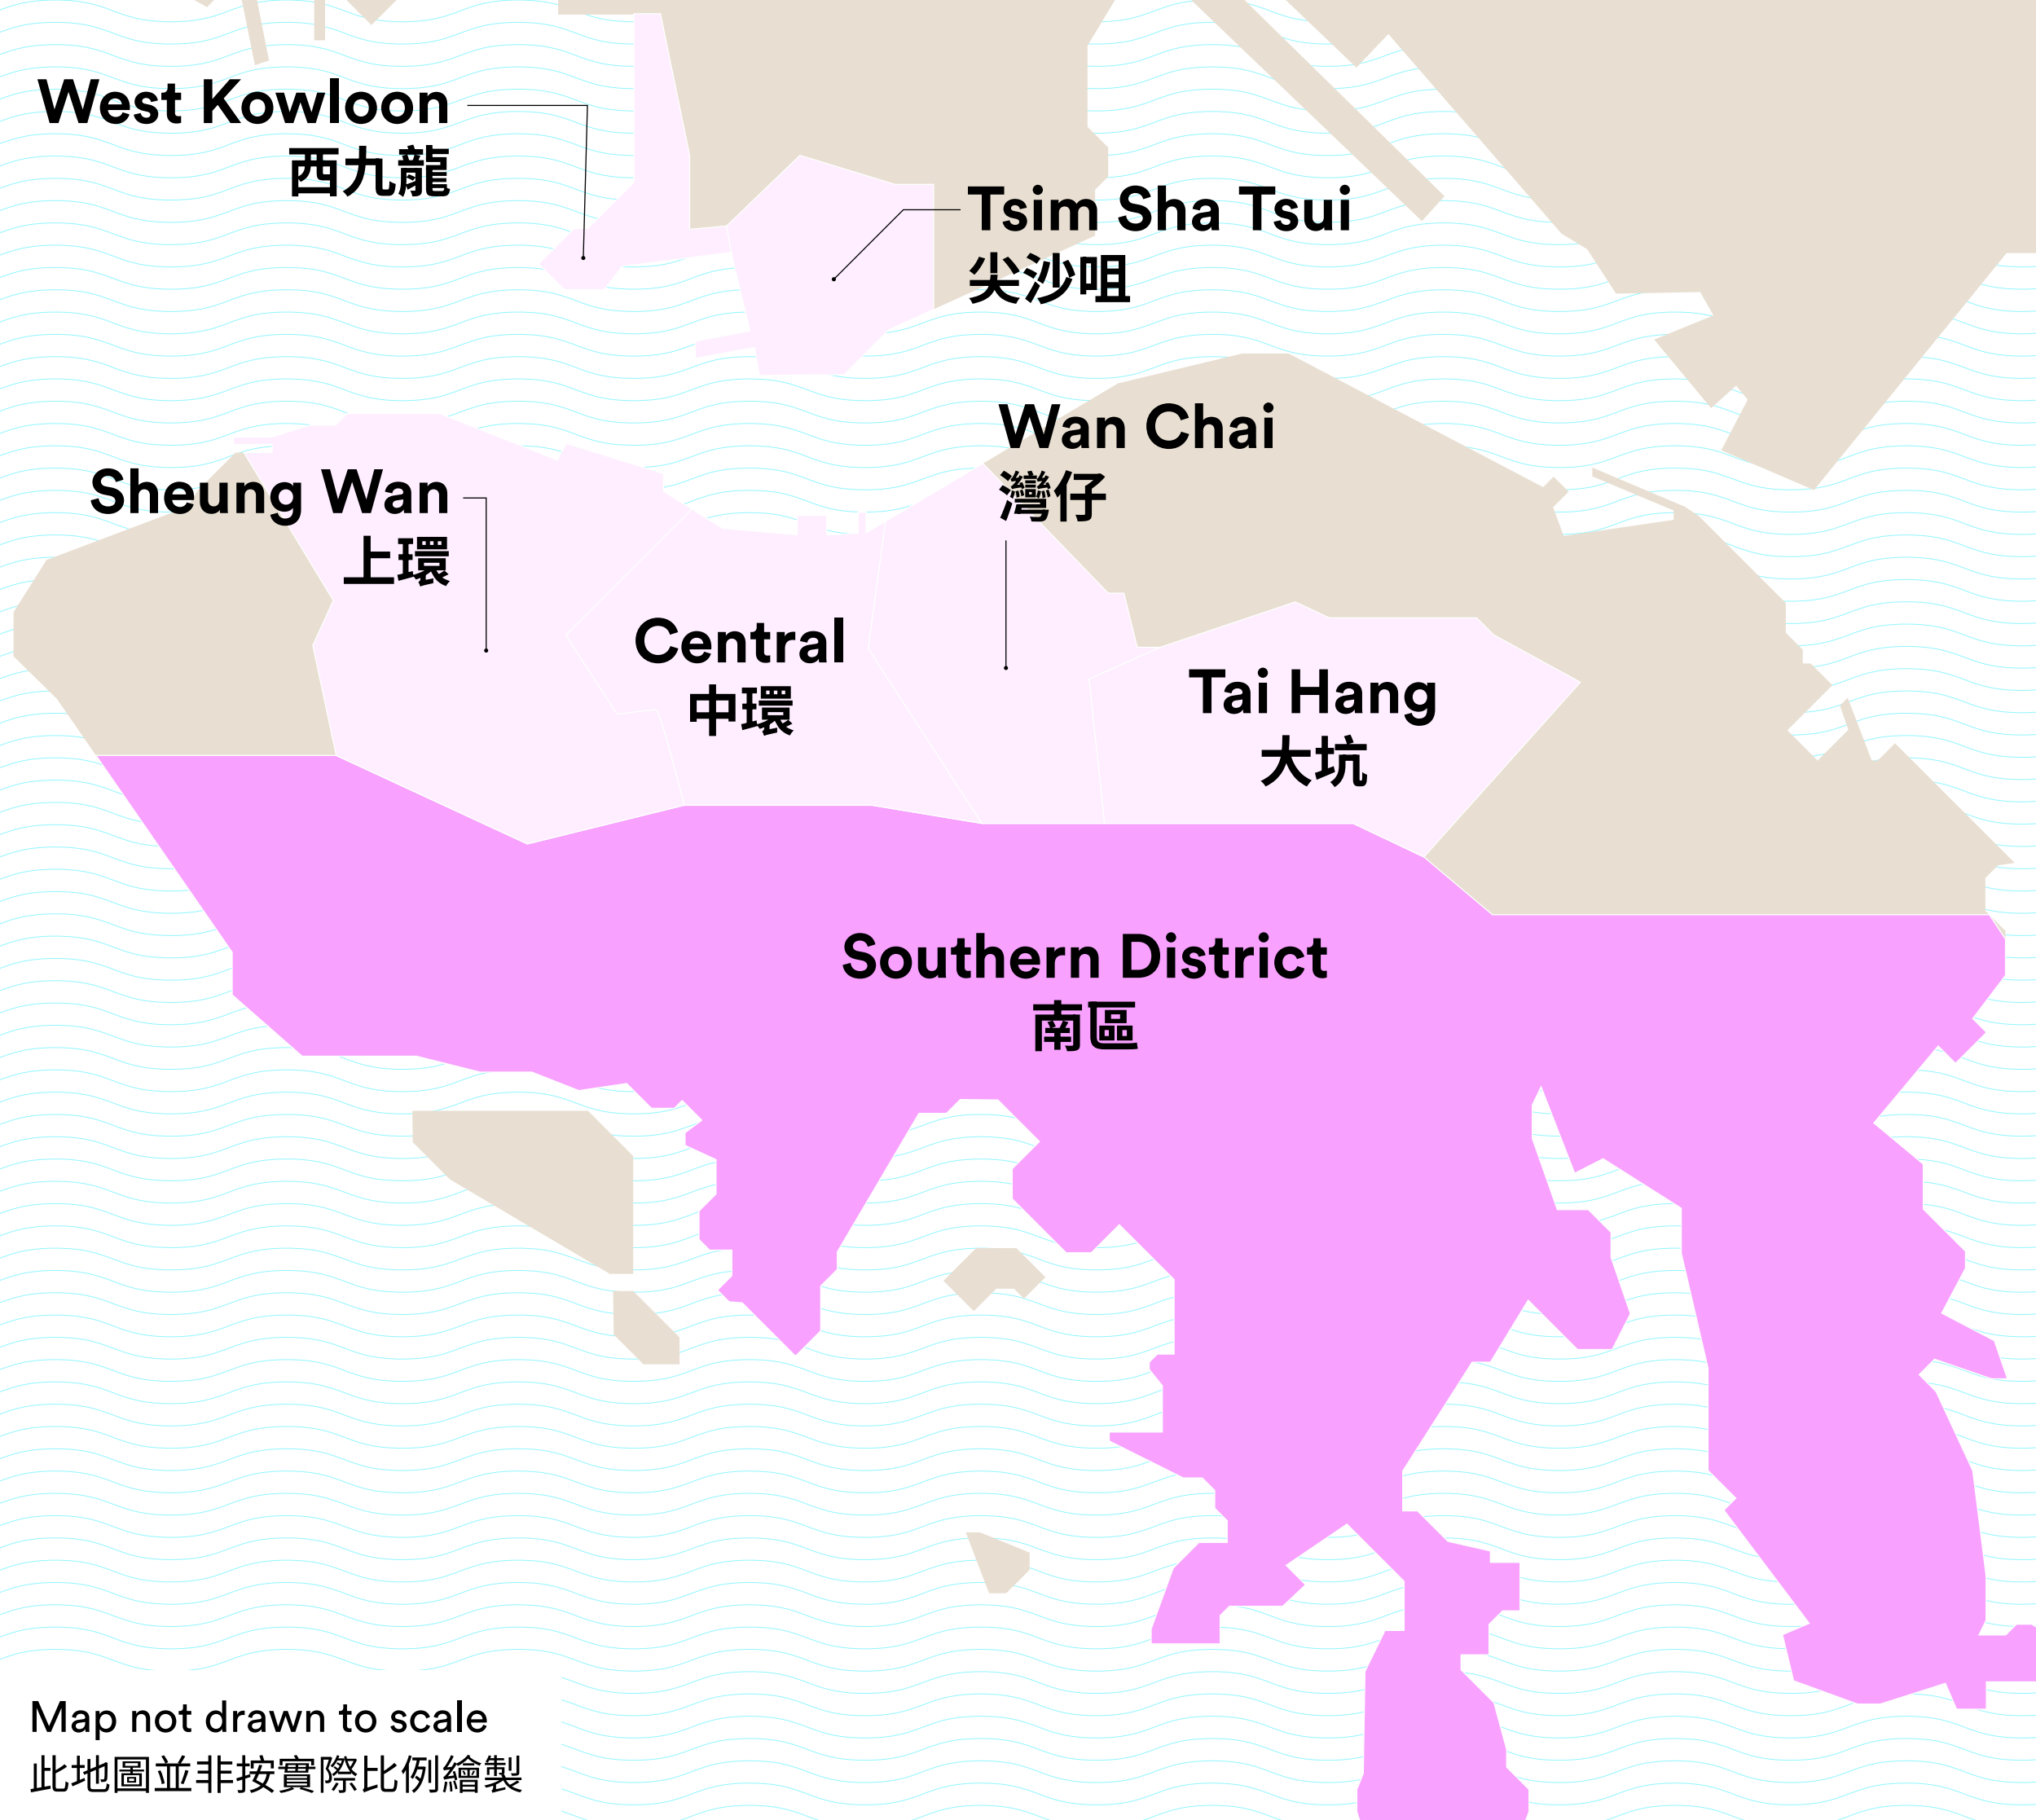 West Kowloon
西九龍
Tsim Sha Tsui
尖沙咀
Wan Chai
灣仔
Sheung Wan
上環
Central
中環
Tai Hang
大坑
Southern District
南區
Map not drawn to scale
此地圖並非按實際比例繪製